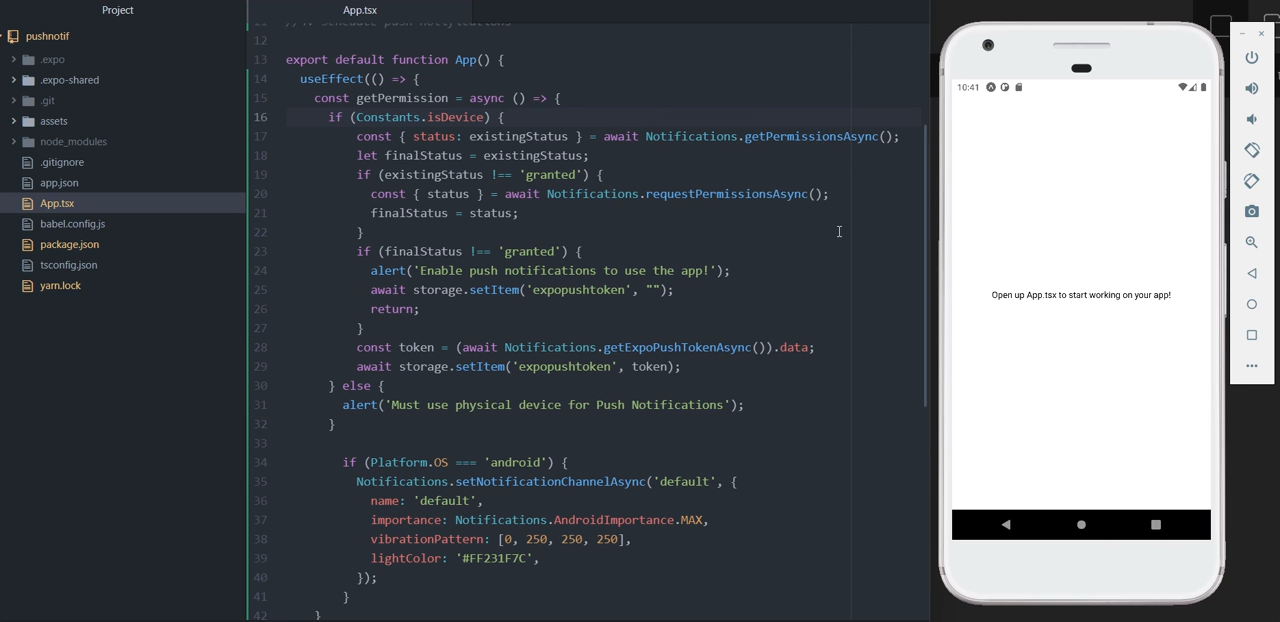 Project
App.tsx
pushnotif
.expo
.expo-shared
.git
assets
node_modules
.gitignore
app.json
App.tsx
babel.config.js
package.json
tsconfig.json
yarn.lock
12
13 export default function App() {
14 useEffect(() => {
15 const getPermission = async () => {
16 if (Constants.isDevice) {
17 const { status: existingStatus } = await Notifications.getPermissionsAsync();
18 let finalStatus = existingStatus;
19 if (existingStatus !== 'granted') {
20 const { status } = await Notifications.requestPermissionsAsync();
21 finalStatus = status;
22 }
23 if (finalStatus !== 'granted') {
24 alert('Enable push notifications to use the app!');
25 await storage.setItem('expopushtoken', "");
26 return;
27 }
28 const token = (await Notifications.getExpoPushTokenAsync()).data;
29 await storage.setItem('expopushtoken', token);
30 } else {
31 alert('Must use physical device for Push Notifications');
32 }
33
34 if (Platform.OS === 'android') {
35 Notifications.setNotificationChannelAsync('default', {
36 name: 'default',
37 importance: Notifications.AndroidImportance.MAX,
38 vibrationPattern: [0, 250, 250, 250],
39 lightColor: '#FF231F7C',
40 });
41 }
42 }
10:41
Open up App.tsx to start working on your app!